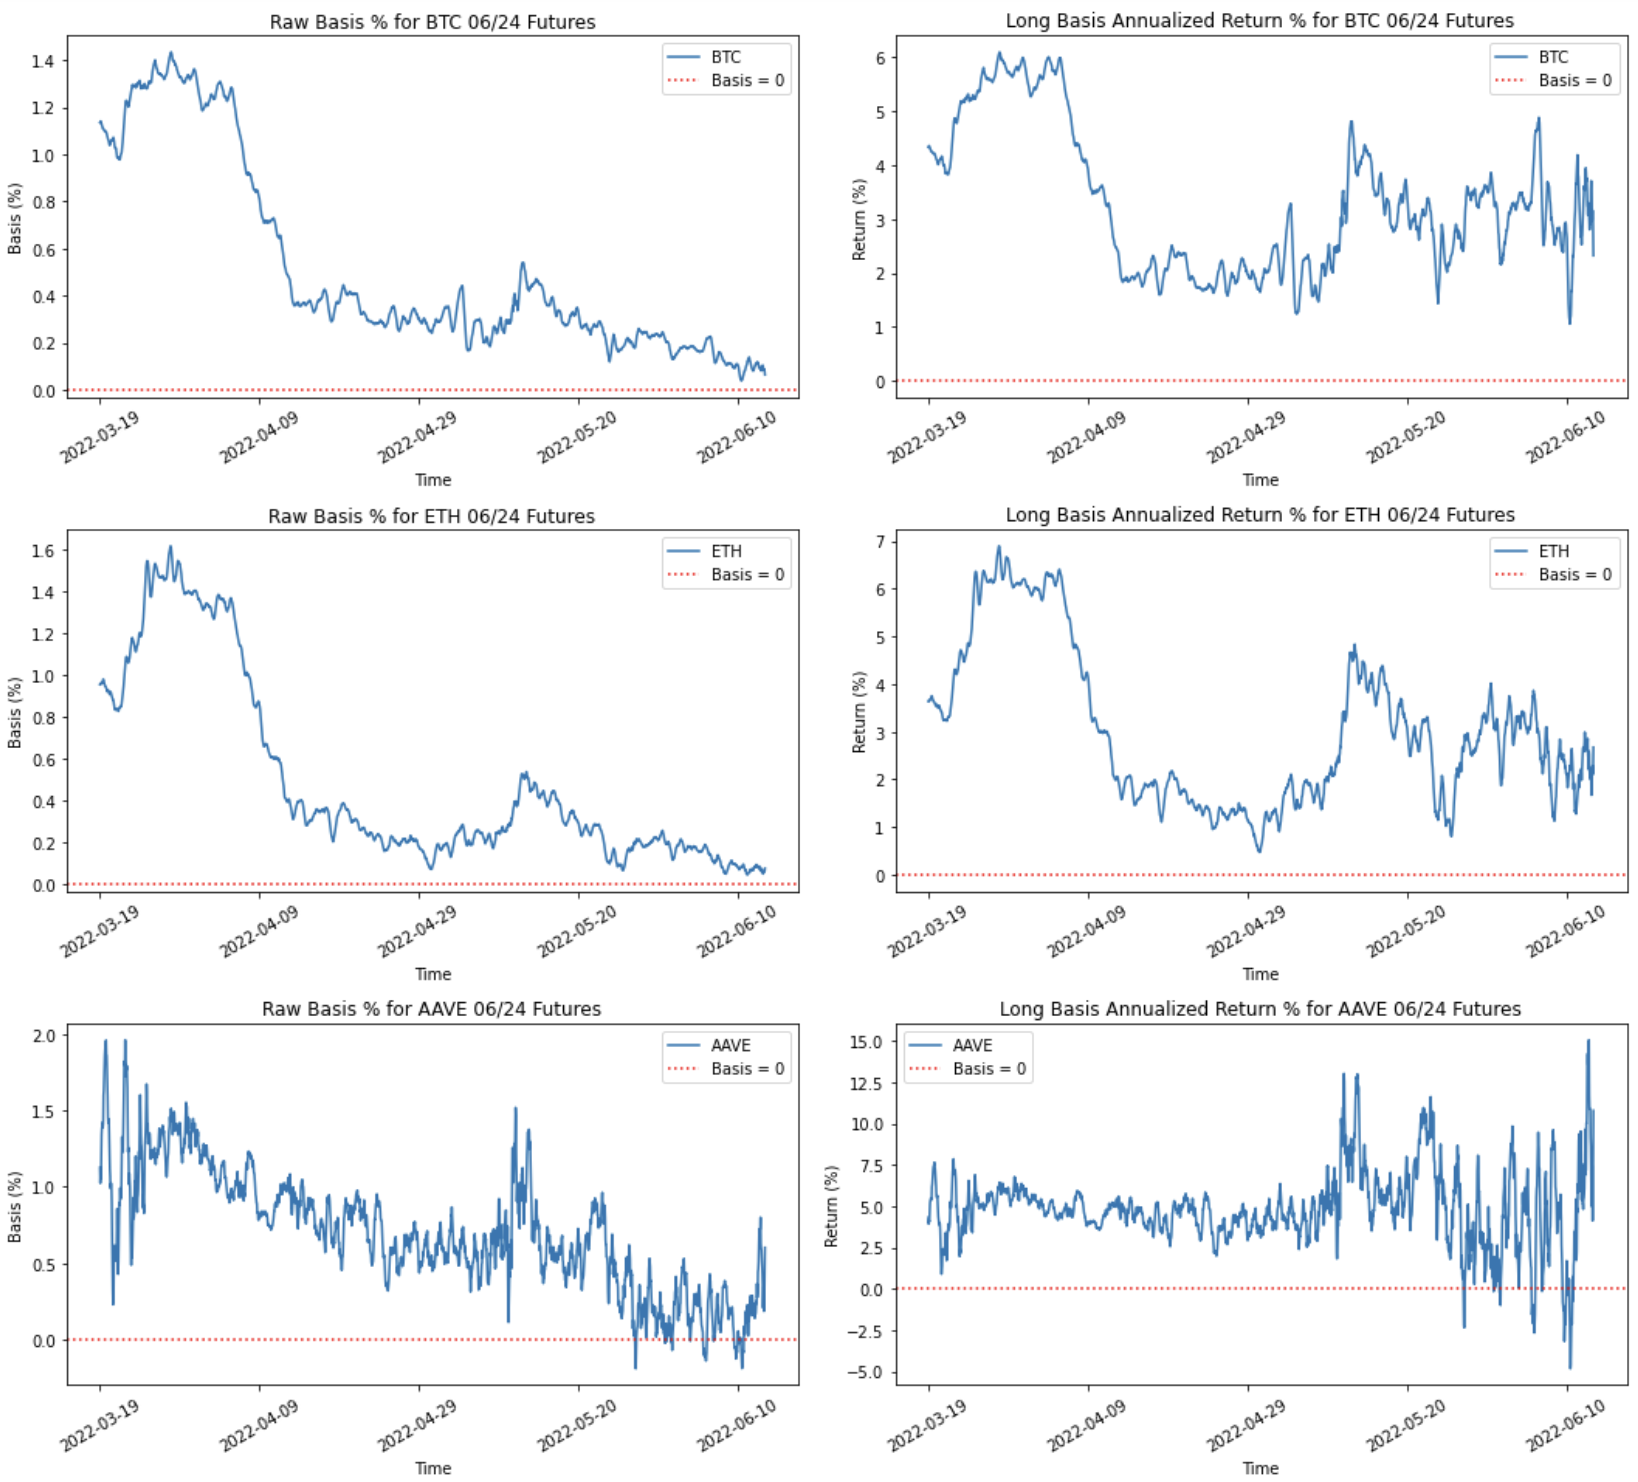 Raw Basis % for BTC 06/24 Futures
BTC
Basis = 0
1.4
1.2
1.0
0.8
0.6
0.4
0.2
0.0
Basis (%)
2022-03-19
2022-04-09
2022-04-29
2022-05-20
2022-06-10
Time
Long Basis Annualized Return % for BTC 06/24 Futures
BTC
Basis = 0
6
5
4
3
2
1
0
Return (%)
2022-03-19
2022-04-09
2022-04-29
2022-05-20
2022-06-10
Time
Raw Basis % for ETH 06/24 Futures
ETH
Basis = 0
1.6
1.4
1.2
1.0
0.8
0.6
0.4
0.2
0.0
Basis (%)
2022-03-19
2022-04-09
2022-04-29
2022-05-20
2022-06-10
Time
Long Basis Annualized Return % for ETH 06/24 Futures
ETH
Basis = 0
7
6
5
4
3
2
1
0
Return (%)
2022-03-19
2022-04-09
2022-04-29
2022-05-20
2022-06-10
Time
Raw Basis % for AAVE 06/24 Futures
AAVE
Basis = 0
2.0
1.5
1.0
0.5
0.0
Basis (%)
2022-03-19
2022-04-09
2022-04-29
2022-05-20
2022-06-10
Time
Long Basis Annualized Return % for AAVE 06/24 Futures
AAVE
Basis = 0
15.0
12.5
10.0
7.5
5.0
2.5
0.0
−2.5
−5.0
Return (%)
2022-03-19
2022-04-09
2022-04-29
2022-05-20
2022-06-10
Time